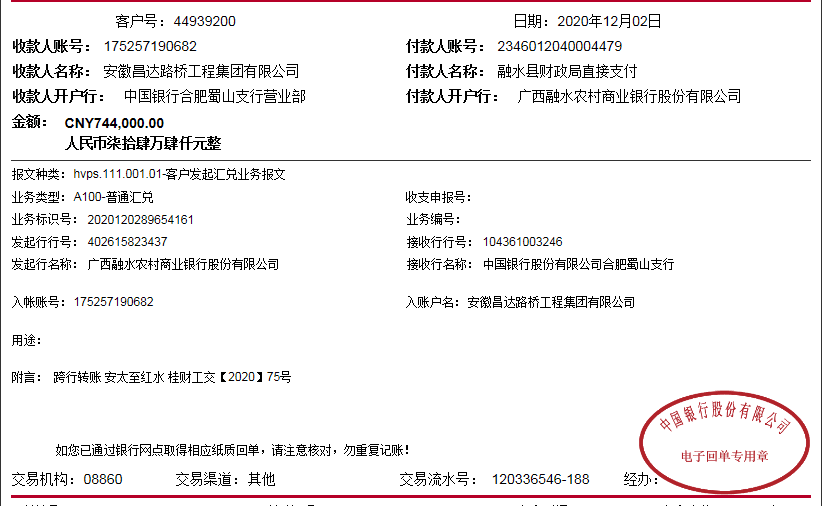 客户号：44939200 日期：2020年12月02日
收款人账号：175257190682 付款人账号：2346012040004479
收款人名称：安徽昌达路桥工程集团有限公司 付款人名称：融水县财政局直接支付
收款人开户行：中国银行合肥蜀山支行营业部 付款人开户行：广西融水农村商业银行股份有限公司
金额：CNY744,000.00
人民币柒拾肆万肆仟元整
报文种类：hvps.111.001.01-客户发起汇兑业务报文
业务类型：A100-普通汇兑 收支申报号：
业务标识号：2020120289654161 业务编号：
发起行行号：402615823437 接收行行号：104361003246
发起行名称：广西融水农村商业银行股份有限公司 接收行名称：中国银行股份有限公司合肥蜀山支行
入帐账号：175257190682 入账户名：安徽昌达路桥工程集团有限公司
用途：
附言：跨行转账 安太至红水 桂财工交【2020】75号
中国银行股份有限公司
电子回单专用章
如您已通过银行网点取得相应纸质回单，请注意核对，勿重复记账！
交易机构：08860 交易渠道：其他 交易流水号：120336546-188 经办：